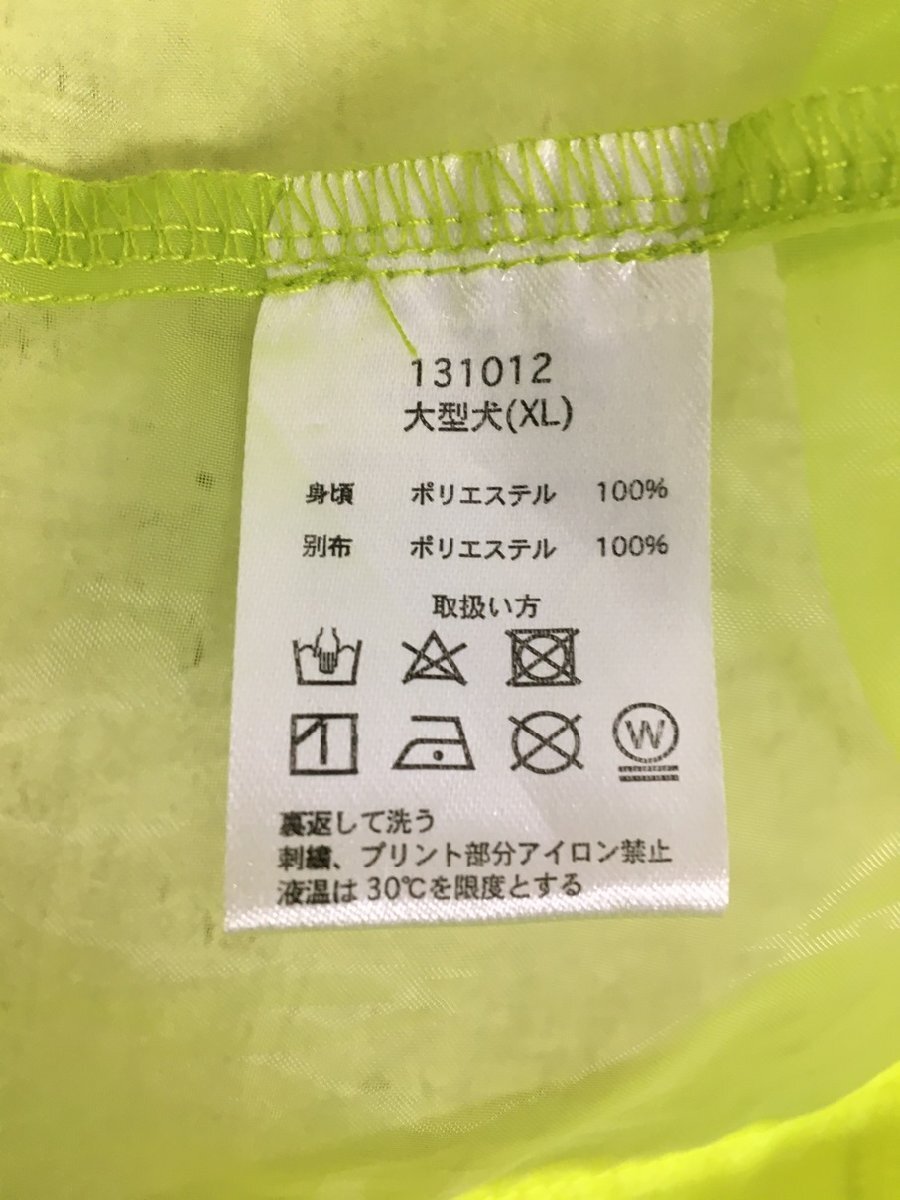 131012
大型犬(XL)
身頃 ポリエステル 100%
別布 ポリエステル 100%
取扱い方
W
裏返して洗う
刺繍、プリント部分アイロン禁止
液温は30℃を限度とする